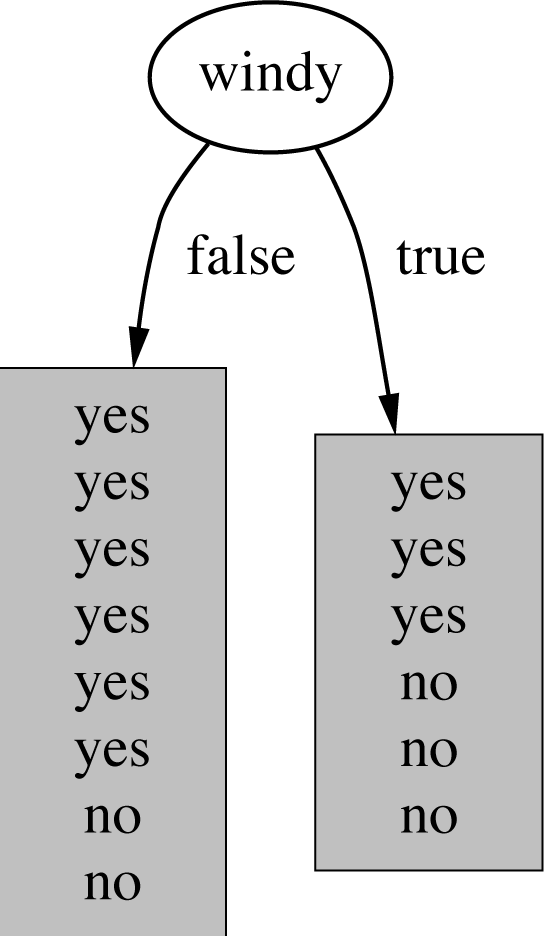 windy
false
true
yes
yes
yes
yes
yes
yes
no
no
yes
yes
yes
no
no
no